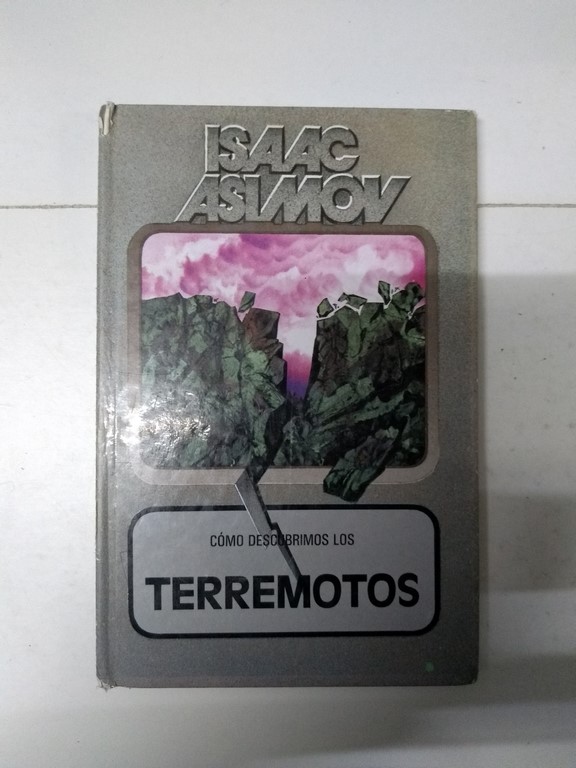 ISAAC
ASIMOV
CÓMO DESCUBRIMOS LOS
TERREMOTOS